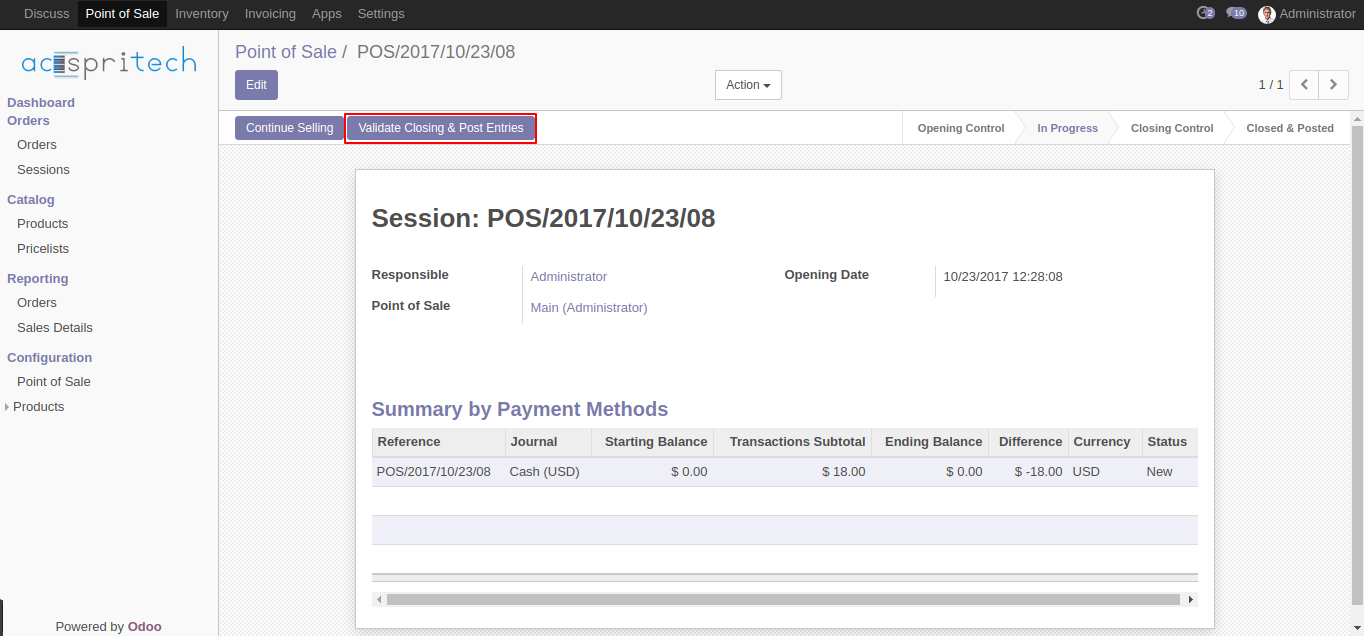 Discuss Point of Sale Inventory Invoicing Apps Settings 2 10 Administrator
acespritech
Point of Sale / POS/2017/10/23/08
Edit Action 1 / 1
Continue Selling Validate Closing & Post Entries Opening Control In Progress Closing Control Closed & Posted
Dashboard
Orders
Orders
Sessions
Catalog
Products
Pricelists
Reporting
Orders
Sales Details
Configuration
Point of Sale
Products
Powered by Odoo
Session: POS/2017/10/23/08
Responsible Administrator Opening Date 10/23/2017 12:28:08
Point of Sale Main (Administrator)
Summary by Payment Methods
Reference Journal Starting Balance Transactions Subtotal Ending Balance Difference Currency Status
POS/2017/10/23/08 Cash (USD) $ 0.00 $ 18.00 $ 0.00 $ -18.00 USD New